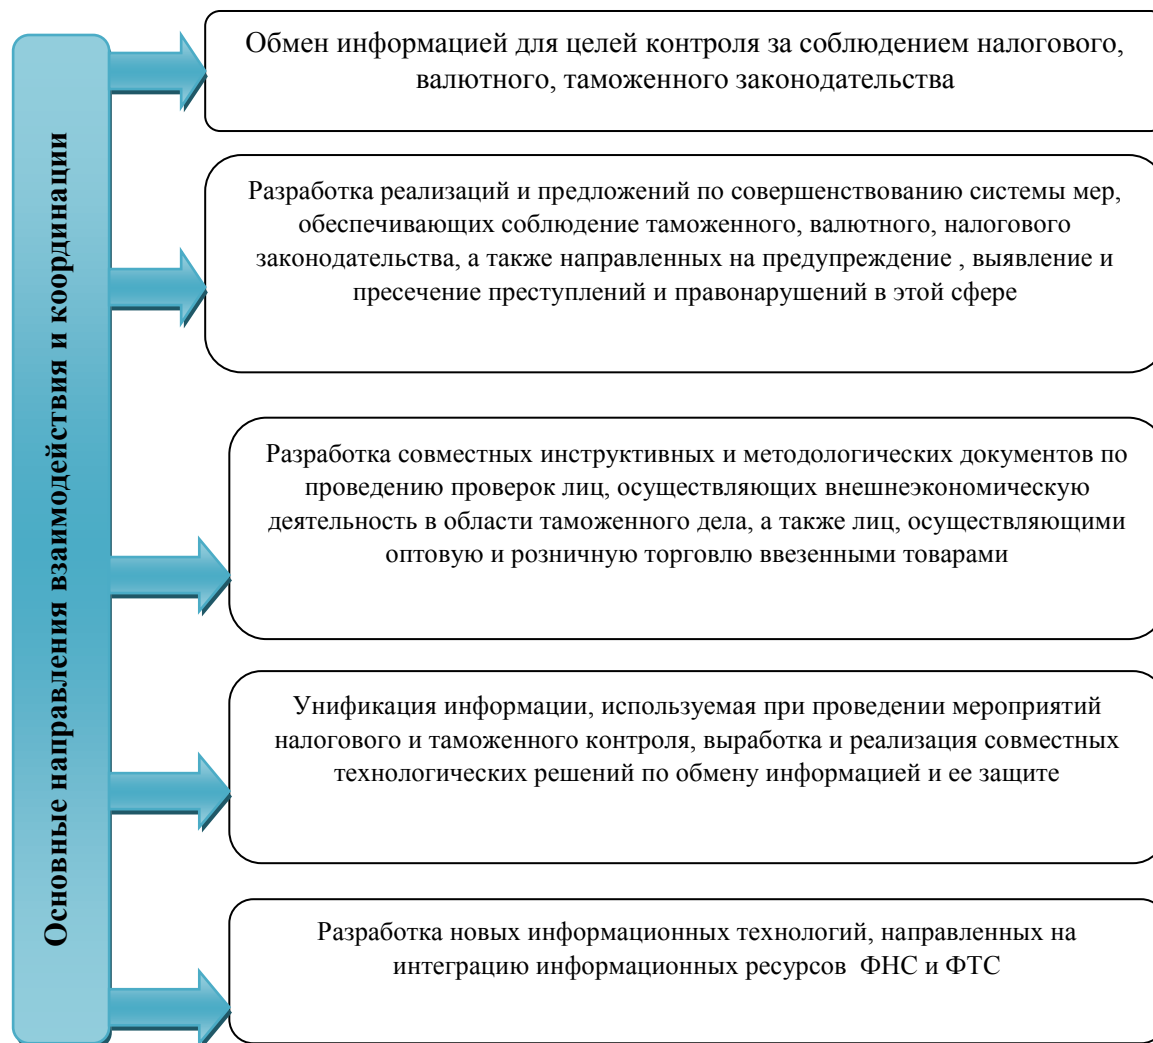 Основные направления взаимодействия и координации
Обмен информацией для целей контроля за соблюдением налогового,
валютного, таможенного законодательства
Разработка реализаций и предложений по совершенствованию системы мер,
обеспечивающих соблюдение таможенного, валютного, налогового
законодательства, а также направленных на предупреждение , выявление и
пресечение преступлений и правонарушений в этой сфере
Разработка совместных инструктивных и методологических документов по
проведению проверок лиц, осуществляющих внешнеэкономическую
деятельность в области таможенного дела, а также лиц, осуществляющими
оптовую и розничную торговлю ввезенными товарами
Унификация информации, используемая при проведении мероприятий
налогового и таможенного контроля, выработка и реализация совместных
технологических решений по обмену информацией и ее защите
Разработка новых информационных технологий, направленных на
интеграцию информационных ресурсов  ФНС и ФТС